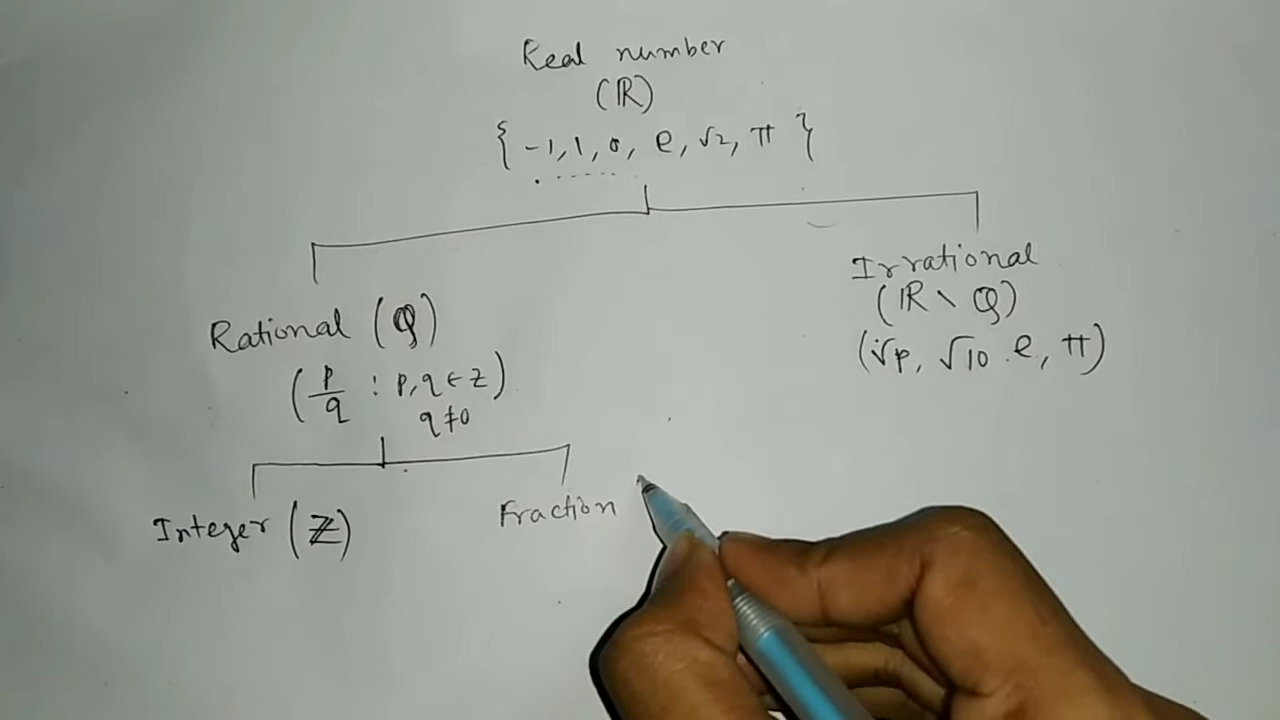 Real number
(ℝ)
{ -1, 1, 0, e, √2, π }
Irrational
(ℝ \ ℚ)
(√p, √10 . e, π)
Rational (ℚ)
(p/q : p, q ∈ z)
q ≠ 0
Integer (ℤ)
Fraction